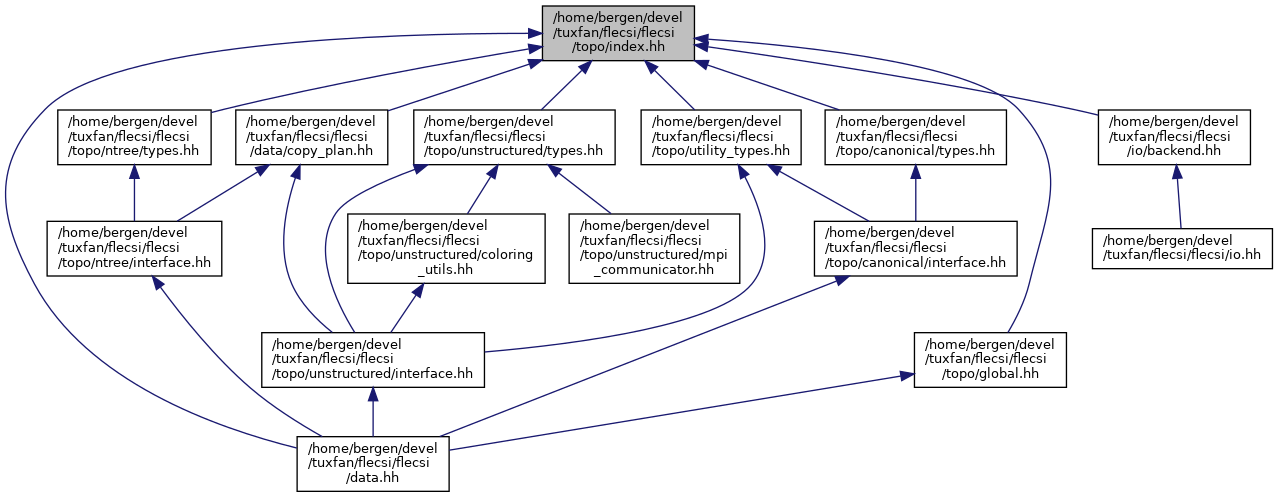 /home/bergen/devel
/tuxfan/flecsi/flecsi
/topo/index.hh
/home/bergen/devel
/tuxfan/flecsi/flecsi
/topo/ntree/types.hh
/home/bergen/devel
/tuxfan/flecsi/flecsi
/data/copy_plan.hh
/home/bergen/devel
/tuxfan/flecsi/flecsi
/topo/unstructured/types.hh
/home/bergen/devel
/tuxfan/flecsi/flecsi
/topo/utility_types.hh
/home/bergen/devel
/tuxfan/flecsi/flecsi
/topo/canonical/types.hh
/home/bergen/devel
/tuxfan/flecsi/flecsi
/io/backend.hh
/home/bergen/devel
/tuxfan/flecsi/flecsi
/topo/ntree/interface.hh
/home/bergen/devel
/tuxfan/flecsi/flecsi
/topo/unstructured/coloring
_utils.hh
/home/bergen/devel
/tuxfan/flecsi/flecsi
/topo/unstructured/mpi
_communicator.hh
/home/bergen/devel
/tuxfan/flecsi/flecsi
/topo/canonical/interface.hh
/home/bergen/devel
/tuxfan/flecsi/flecsi/io.hh
/home/bergen/devel
/tuxfan/flecsi/flecsi
/topo/unstructured/interface.hh
/home/bergen/devel
/tuxfan/flecsi/flecsi
/topo/global.hh
/home/bergen/devel
/tuxfan/flecsi/flecsi
/data.hh